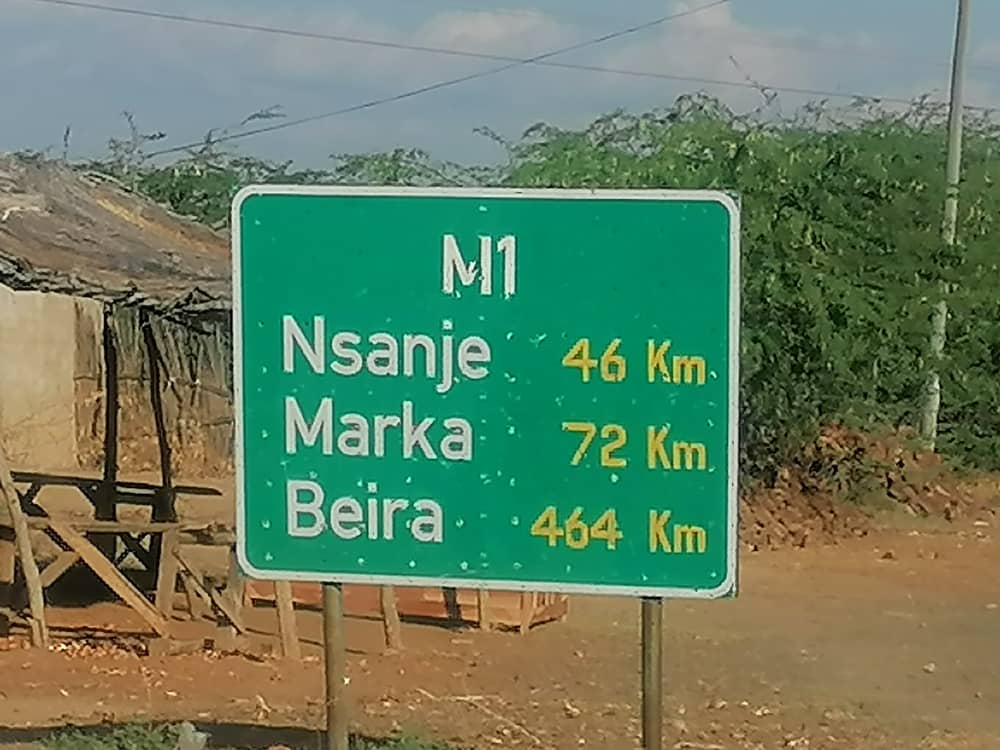 M1
Nsanje 46 Km
Marka 72 Km
Beira 464 Km